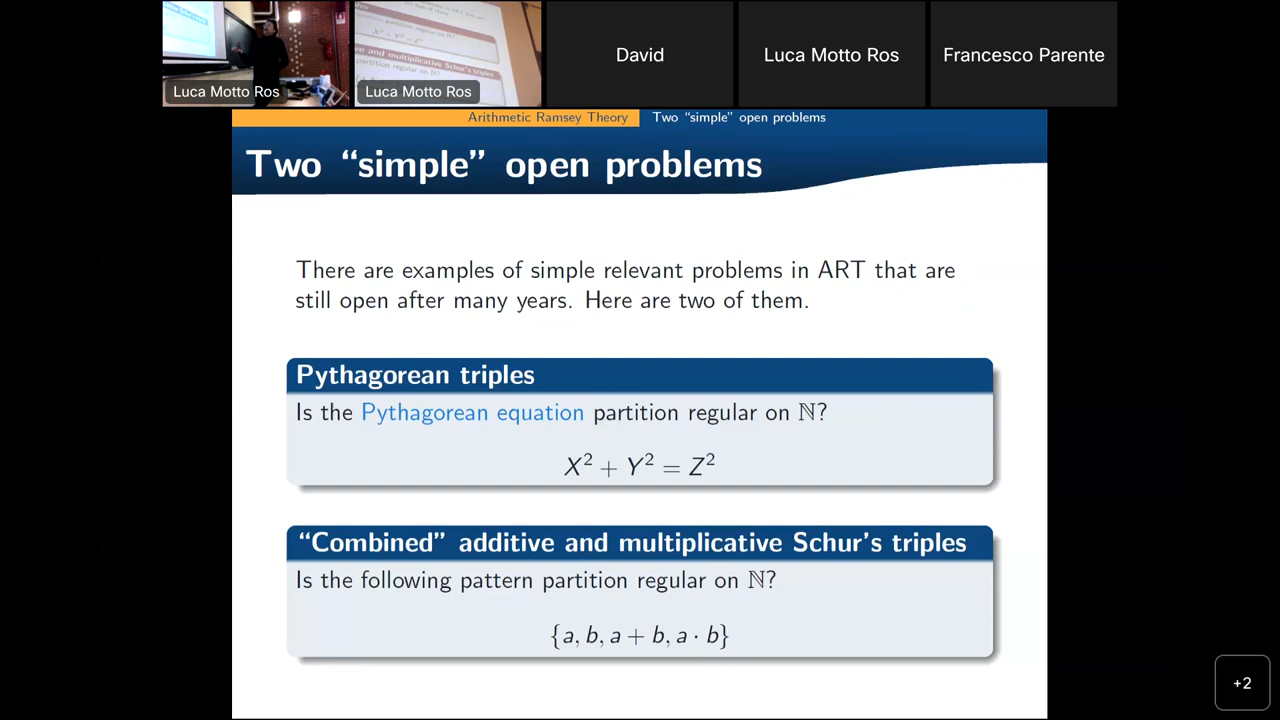 Luca Motto Ros
Luca Motto Ros
David
Luca Motto Ros
Francesco Parente
Arithmetic Ramsey Theory
Two “simple” open problems
Two “simple” open problems
There are examples of simple relevant problems in ART that are
still open after many years. Here are two of them.
Pythagorean triples
Is the Pythagorean equation partition regular on ℕ?
X² + Y² = Z²
“Combined” additive and multiplicative Schur’s triples
Is the following pattern partition regular on ℕ?
{a, b, a + b, a · b}
+2